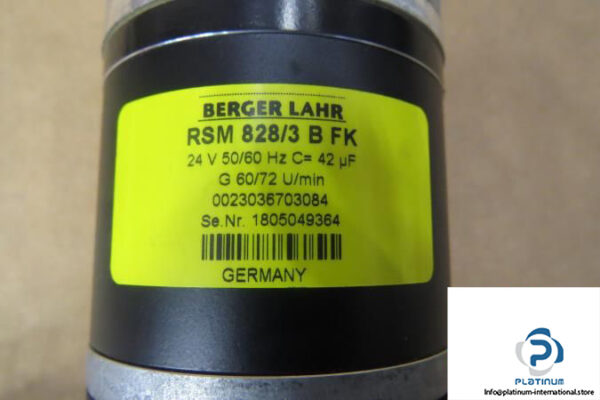 BERGER LAHR
RSM 828/3 B FK
24 V 50/60 Hz C= 42 µF
G 60/72 U/min
0023036703084
Se.Nr. 1805049364
GERMANY
PLATINUM
Info@platinum-international.store